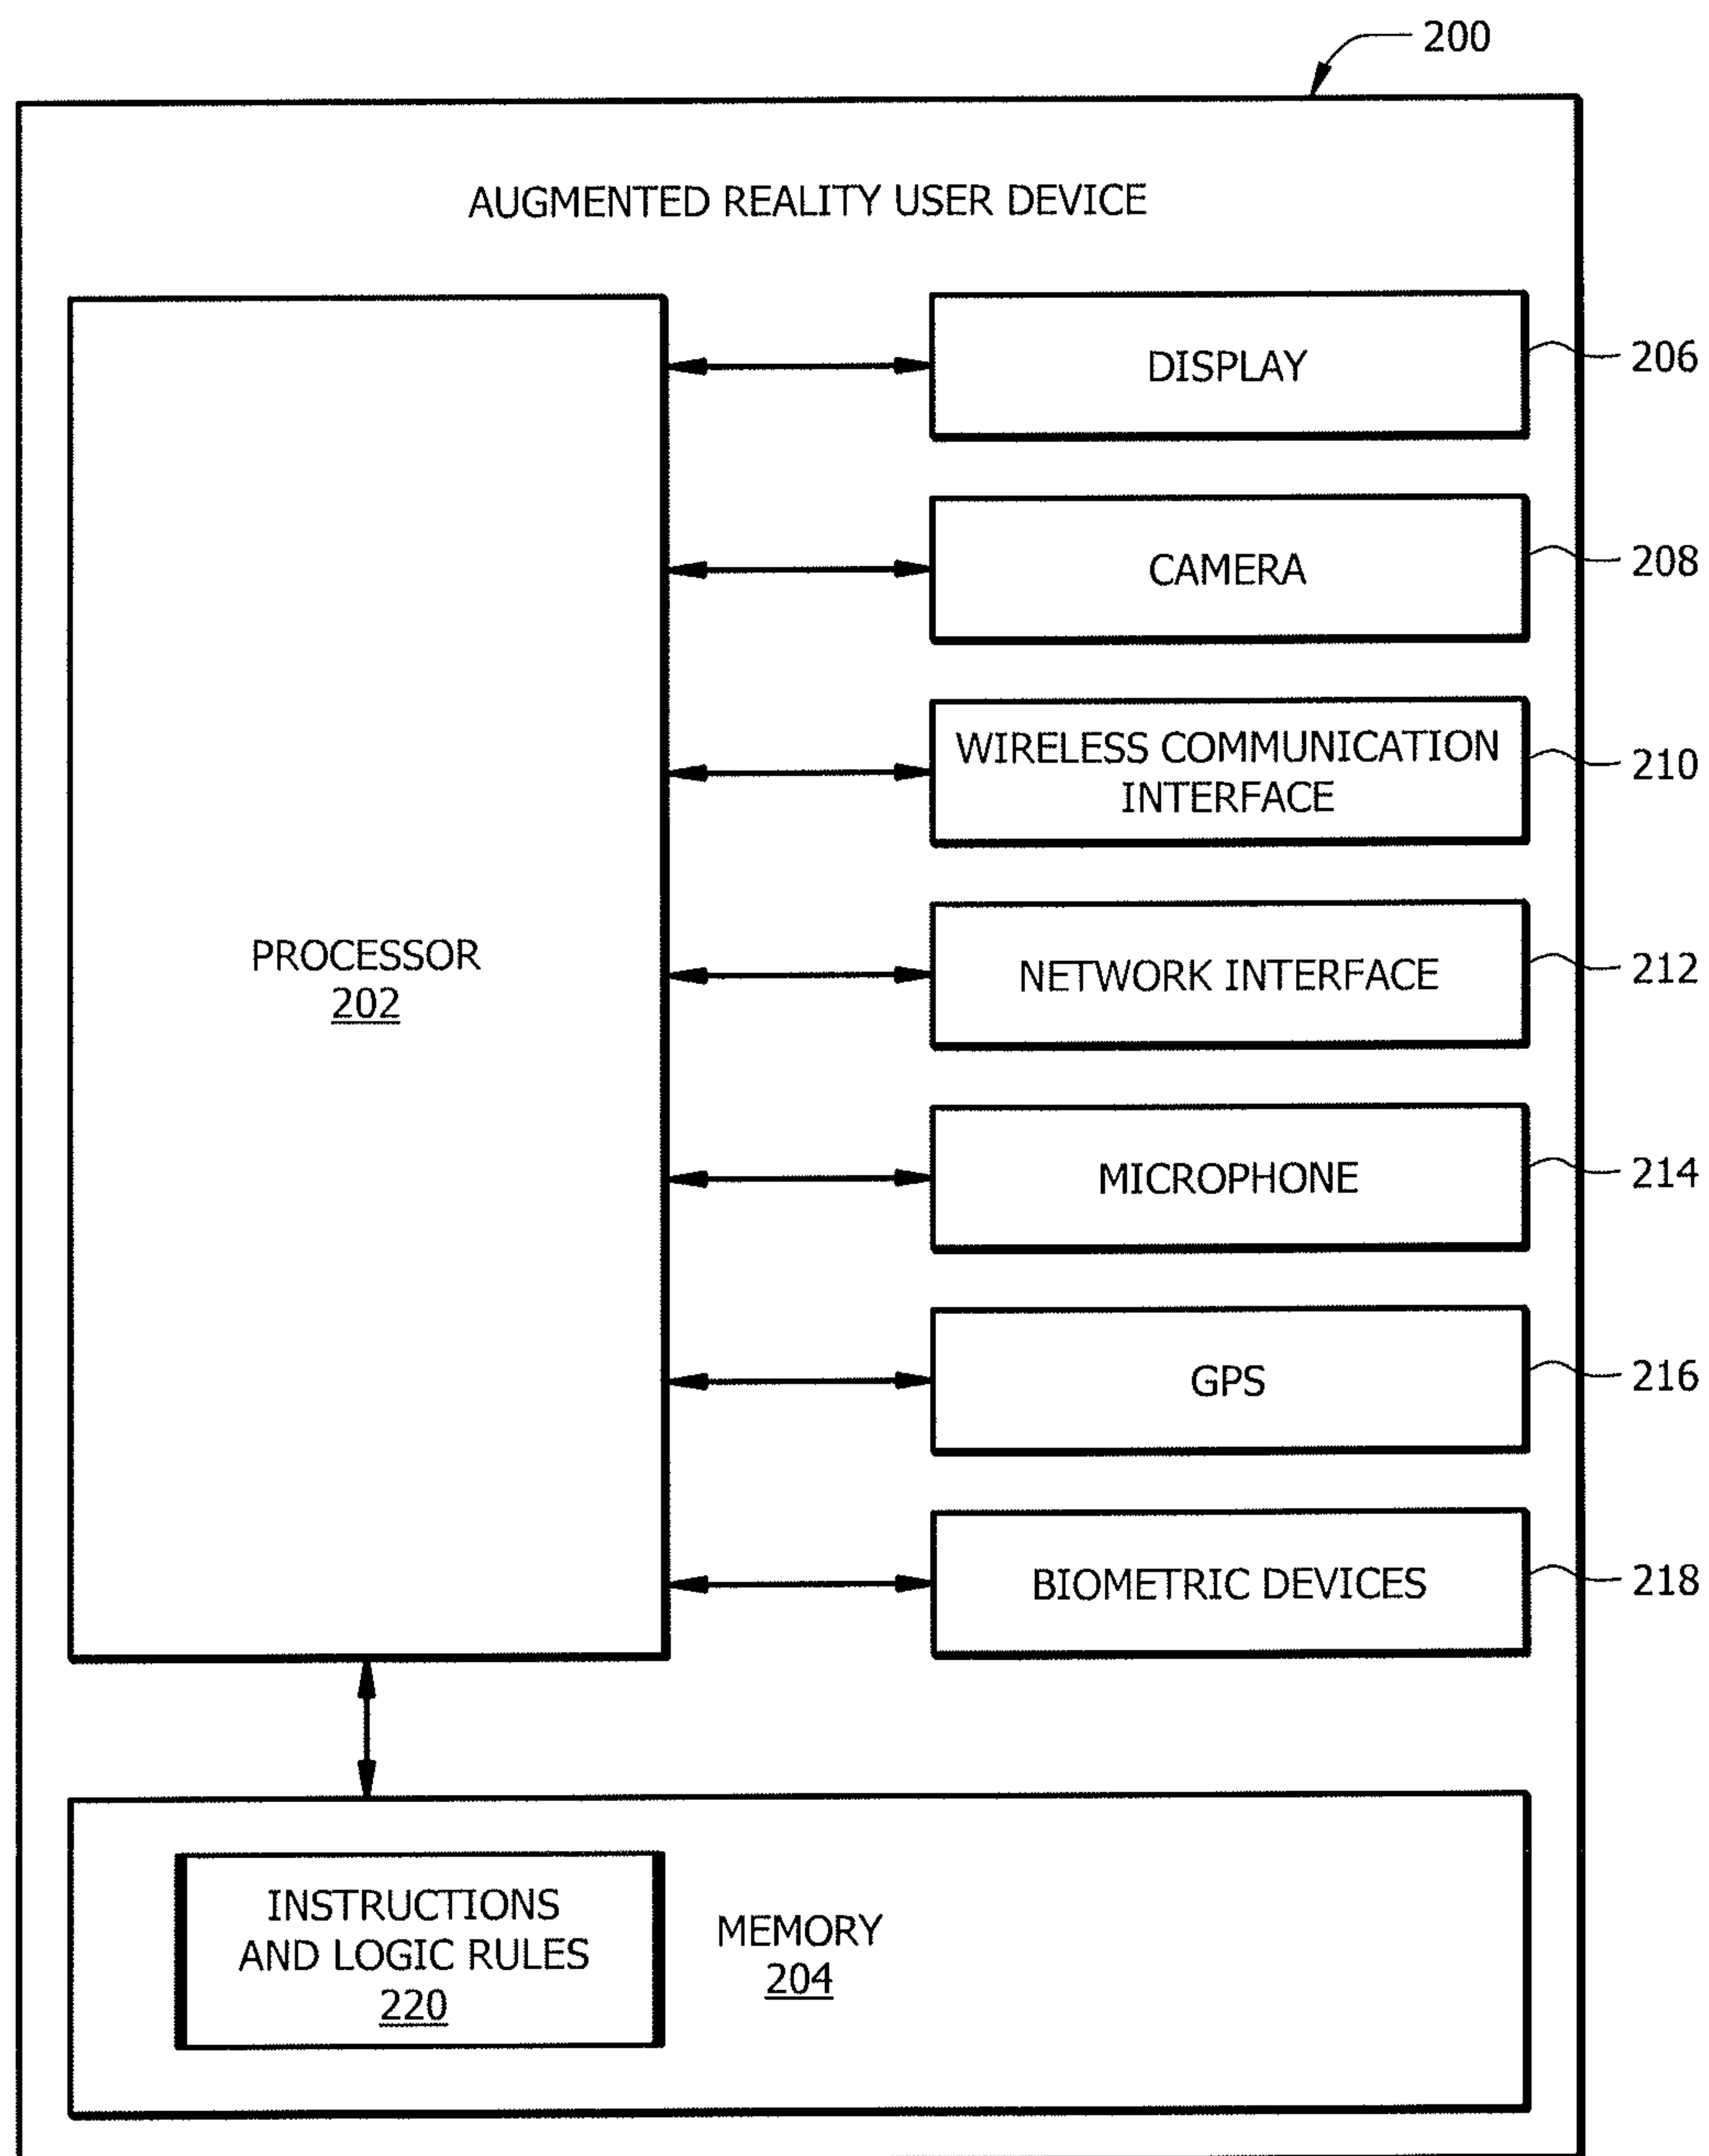 200
AUGMENTED REALITY USER DEVICE
PROCESSOR
202
DISPLAY
206
CAMERA
208
WIRELESS COMMUNICATION
INTERFACE
210
NETWORK INTERFACE
212
MICROPHONE
214
GPS
216
BIOMETRIC DEVICES
218
INSTRUCTIONS
AND LOGIC RULES
220
MEMORY
204